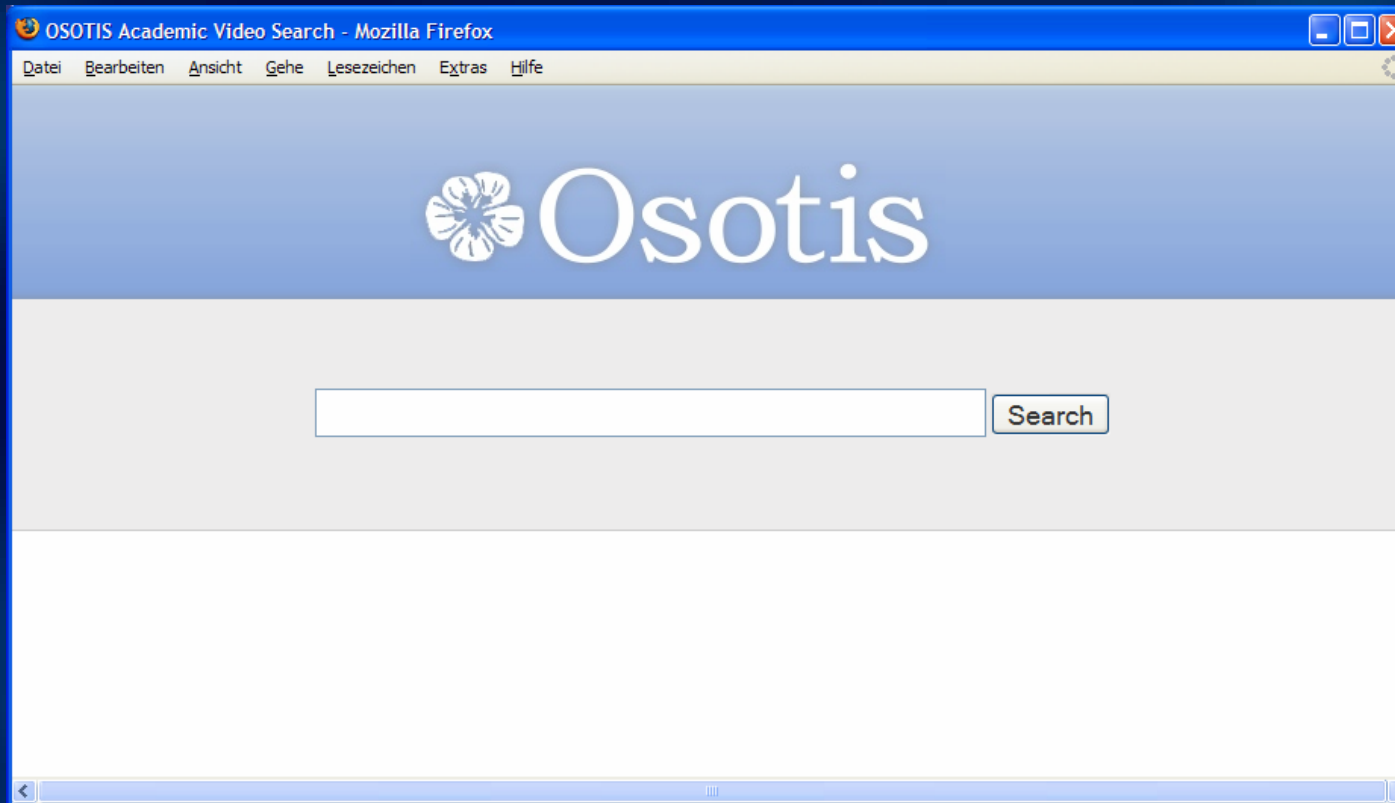 OSOTIS Academic Video Search - Mozilla Firefox
Datei Bearbeiten Ansicht Gehe Lesezeichen Extras Hilfe
Osotis
Search